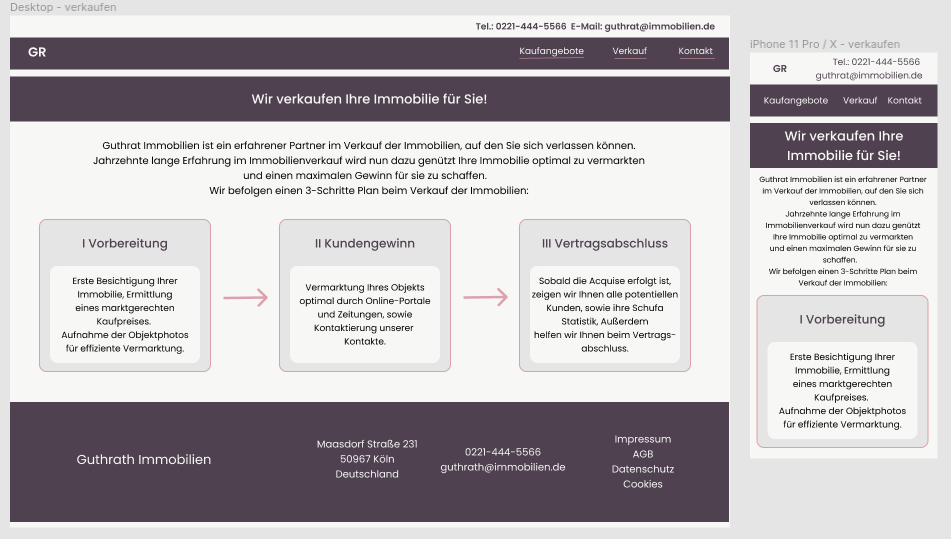 Desktop - verkaufen
Tel.: 0221-444-5566 E-Mail: guthrat@immobilien.de
GR
Kaufangebote Verkauf Kontakt
Wir verkaufen Ihre Immobilie für Sie!
Guthrat Immobilien ist ein erfahrener Partner im Verkauf der Immobilien, auf den Sie sich verlassen können.
Jahrzehnte lange Erfahrung im Immobilienverkauf wird nun dazu genützt Ihre Immobilie optimal zu vermarkten
und einen maximalen Gewinn für sie zu schaffen.
Wir befolgen einen 3-Schritte Plan beim Verkauf der Immobilien:
I Vorbereitung
Erste Besichtigung Ihrer
Immobilie, Ermittlung
eines marktgerechten
Kaufpreises.
Aufnahme der Objektphotos
für effiziente Vermarktung.
II Kundengewinn
Vermarktung Ihres Objekts
optimal durch Online-Portale
und Zeitungen, sowie
Kontaktierung unserer
Kontakte.
III Vertragsabschluss
Sobald die Acquise erfolgt ist,
zeigen wir Ihnen alle potentiellen
Kunden, sowie ihre Schufa
Statistik, Außerdem
helfen wir Ihnen beim Vertrags-
abschluss.
Guthrath Immobilien
Maasdorf Straße 231
50967 Köln
Deutschland
0221-444-5566
guthrath@immobilien.de
Impressum
AGB
Datenschutz
Cookies
iPhone 11 Pro / X - verkaufen
GR
Tel.: 0221-444-5566
guthrath@immobilien.de
Kaufangebote Verkauf Kontakt
Wir verkaufen Ihre
Immobilie für Sie!
Guthrat Immobilien ist ein erfahrener Partner
im Verkauf der Immobilien, auf den Sie sich
verlassen können.
Jahrzehnte lange Erfahrung im
Immobilienverkauf wird nun dazu genützt
Ihre Immobilie optimal zu vermarkten
und einen maximalen Gewinn für sie zu
schaffen.
Wir befolgen einen 3-Schritte Plan beim
Verkauf der Immobilien:
I Vorbereitung
Erste Besichtigung Ihrer
Immobilie, Ermittlung
eines marktgerechten
Kaufpreises.
Aufnahme der Objektphotos
für effiziente Vermarktung.